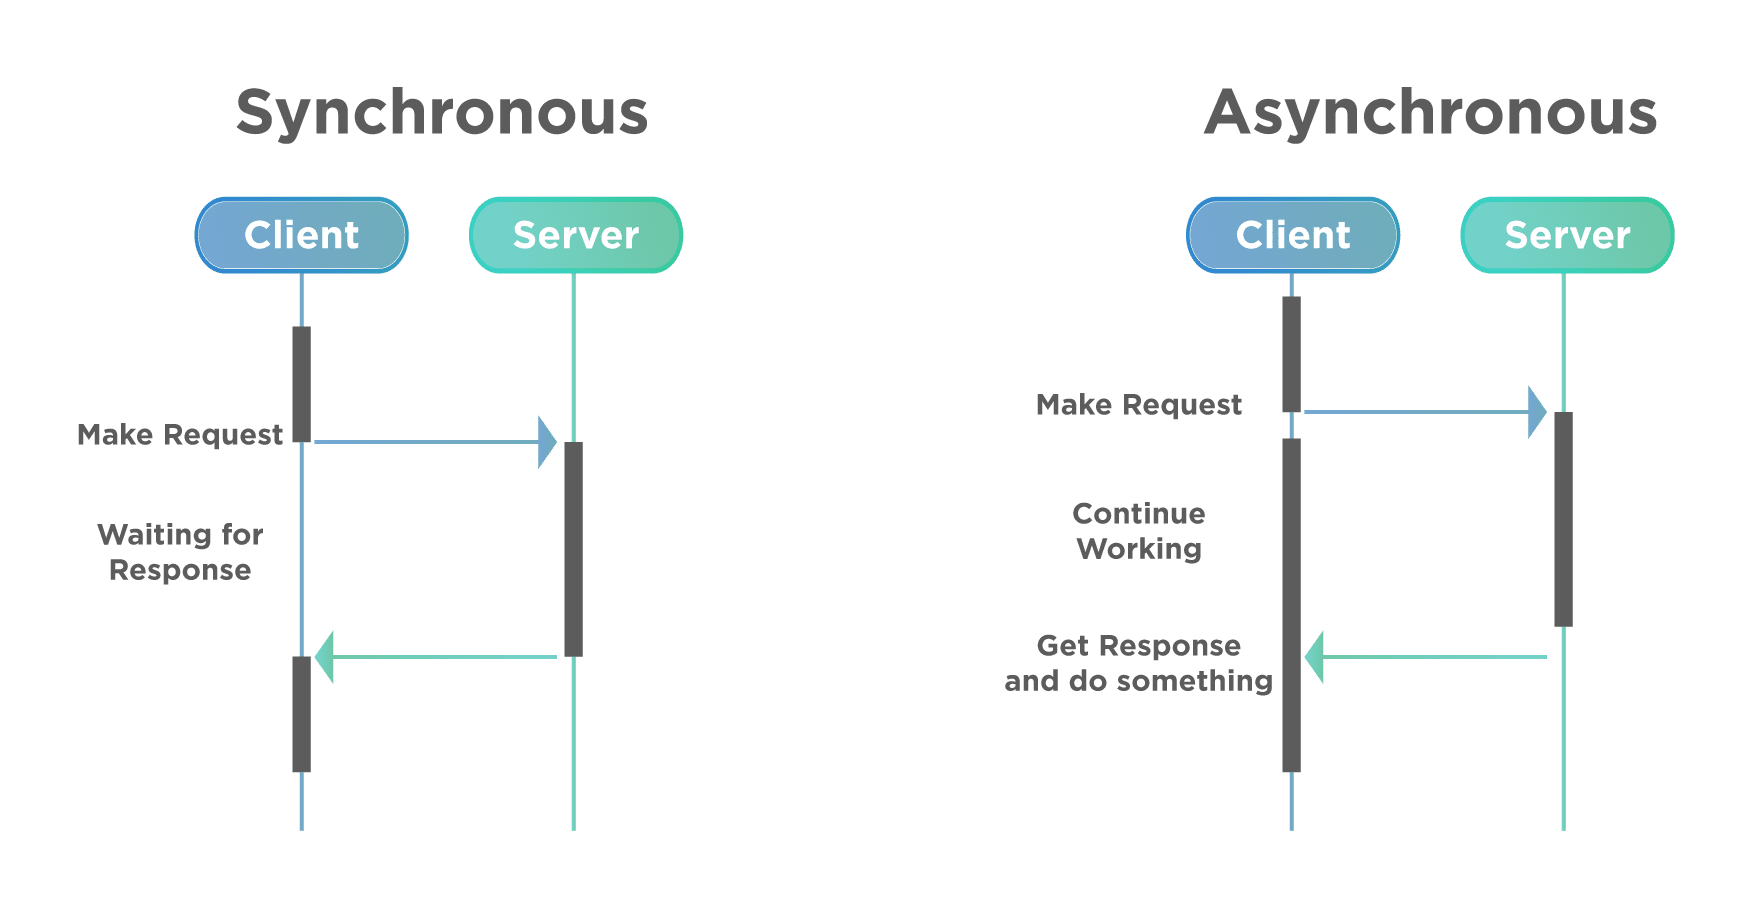 Synchronous
Client
Server
Make Request
Waiting for
Response
Asynchronous
Client
Server
Make Request
Continue
Working
Get Response
and do something